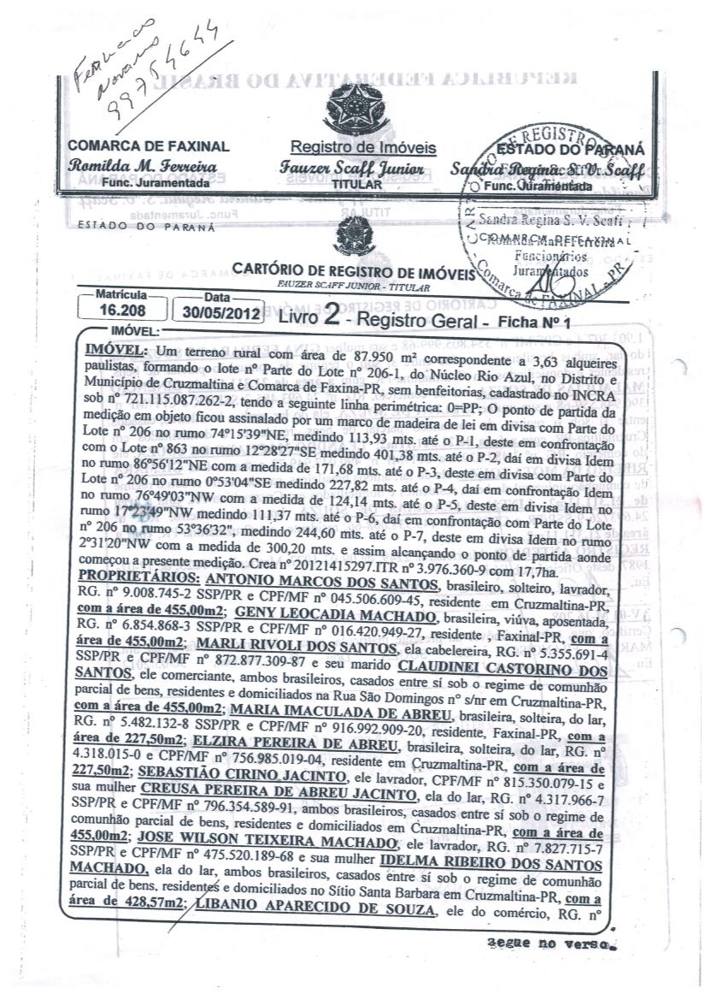 Fernando
Novaes
99754644
REPUBLICA FEDERATIVA DO BRASIL
COMARCA DE FAXINAL
Registro de Imóveis
ESTADO DO PARANÁ
Romilda M. Ferreira
Fauzer Scaff Junior
Sandra Regina. S. V. Scaff
Func. Juramentada
TITULAR
Func. Juramentada
CARTÓRIO DE REGISTRO DE
Sandra Regina S. V. Scaff
Funcionários
Juramentados
Comarca de FAXINAL - PR
ESTADO DO PARANÁ
CARTÓRIO DE REGISTRO DE IMÓVEIS
FAUZER SCAFF JUNIOR - TITULAR
Matrícula
16.208
Data
30/05/2012
Livro 2 - Registro Geral - Ficha Nº 1
IMÓVEL:
IMÓVEL: Um terreno rural com área de 87.950 m² correspondente a 3,63 alqueires
paulistas, formando o lote nº Parte do Lote nº 206-1, do Núcleo Rio Azul, no Distrito e
Município de Cruzmaltina e Comarca de Faxina-PR, sem benfeitorias, cadastrado no INCRA
sob nº 721.115.087.262-2, tendo a seguinte linha perimétrica: 0=PP; O ponto de partida da
medição em objeto ficou assinalado por um marco de madeira de lei em divisa com Parte do
Lote nº 206 no rumo 74º15'39"NE, medindo 113,93 mts. até o P-1, deste em confrontação
com o Lote nº 863 no rumo 12º28'27"SE medindo 401,38 mts. até o P-2, daí em divisa Idem
no rumo 86º56'12"NE com a medida de 171,68 mts. até o P-3, deste em divisa com Parte do
Lote nº 206 no rumo 0º53'04"SE medindo 227,82 mts. até o P-4, daí em confrontação Idem
no rumo 76º49'03"NW com a medida de 124,14 mts. até o P-5, deste em divisa Idem no
rumo 17º23'49"NW medindo 111,37 mts. até o P-6, daí em confrontação com Parte do Lote
nº 206 no rumo 53º36'32", medindo 244,60 mts. até o P-7, deste em divisa Idem no rumo
2º31'20"NW com a medida de 300,20 mts. e assim alcançando o ponto de partida aonde
começou a presente medição. Crea nº 20121415297.ITR nº 3.976.360-9 com 17,7ha.
PROPRIETÁRIOS: ANTONIO MARCOS DOS SANTOS, brasileiro, solteiro, lavrador,
RG. nº 9.008.745-2 SSP/PR e CPF/MF nº 045.506.609-45, residente em Cruzmaltina-PR,
com a área de 455,00m2; GENY LEOCADIA MACHADO, brasileira, viúva, aposentada,
RG. nº 6.854.868-3 SSP/PR e CPF/MF nº 016.420.949-27, residente , Faxinal-PR, com a
área de 455,00m2; MARLI RIVOLI DOS SANTOS, ela cabelereira, RG. nº 5.355.691-4
SSP/PR e CPF/MF nº 872.877.309-87 e seu marido CLAUDINEI CASTORINO DOS
SANTOS, ele comerciante, ambos brasileiros, casados entre sí sob o regime de comunhão
parcial de bens, residentes e domiciliados na Rua São Domingos nº s/nr em Cruzmaltina-PR,
com a área de 455,00m2; MARIA IMACULADA DE ABREU, brasileira, solteira, do lar,
RG. nº 5.482.132-8 SSP/PR e CPF/MF nº 916.992.909-20, residente, Faxinal-PR, com a
área de 227,50m2; ELZIRA PEREIRA DE ABREU, brasileira, solteira, do lar, RG. nº
4.318.015-0 e CPF/MF nº 756.985.019-04, residente em Cruzmaltina-PR, com a área de
227,50m2; SEBASTIÃO CIRINO JACINTO, ele lavrador, CPF/MF nº 815.350.079-15 e
sua mulher CREUSA PEREIRA DE ABREU JACINTO, ela do lar, RG. nº 4.317.966-7
SSP/PR e CPF/MF nº 796.354.589-91, ambos brasileiros, casados entre sí sob o regime de
comunhão parcial de bens, residentes e domiciliados em Cruzmaltina-PR, com a área de
455,00m2; JOSE WILSON TEIXEIRA MACHADO, ele lavrador, RG. nº 7.827.715-7
SSP/PR e CPF/MF nº 475.520.189-68 e sua mulher IDELMA RIBEIRO DOS SANTOS
MACHADO, ela do lar, ambos brasileiros, casados entre sí sob o regime de comunhão
parcial de bens, residentes e domiciliados no Sítio Santa Barbara em Cruzmaltina-PR, com a
área de 428,57m2; LIBANIO APARECIDO DE SOUZA, ele do comércio, RG. nº
segue no verso.